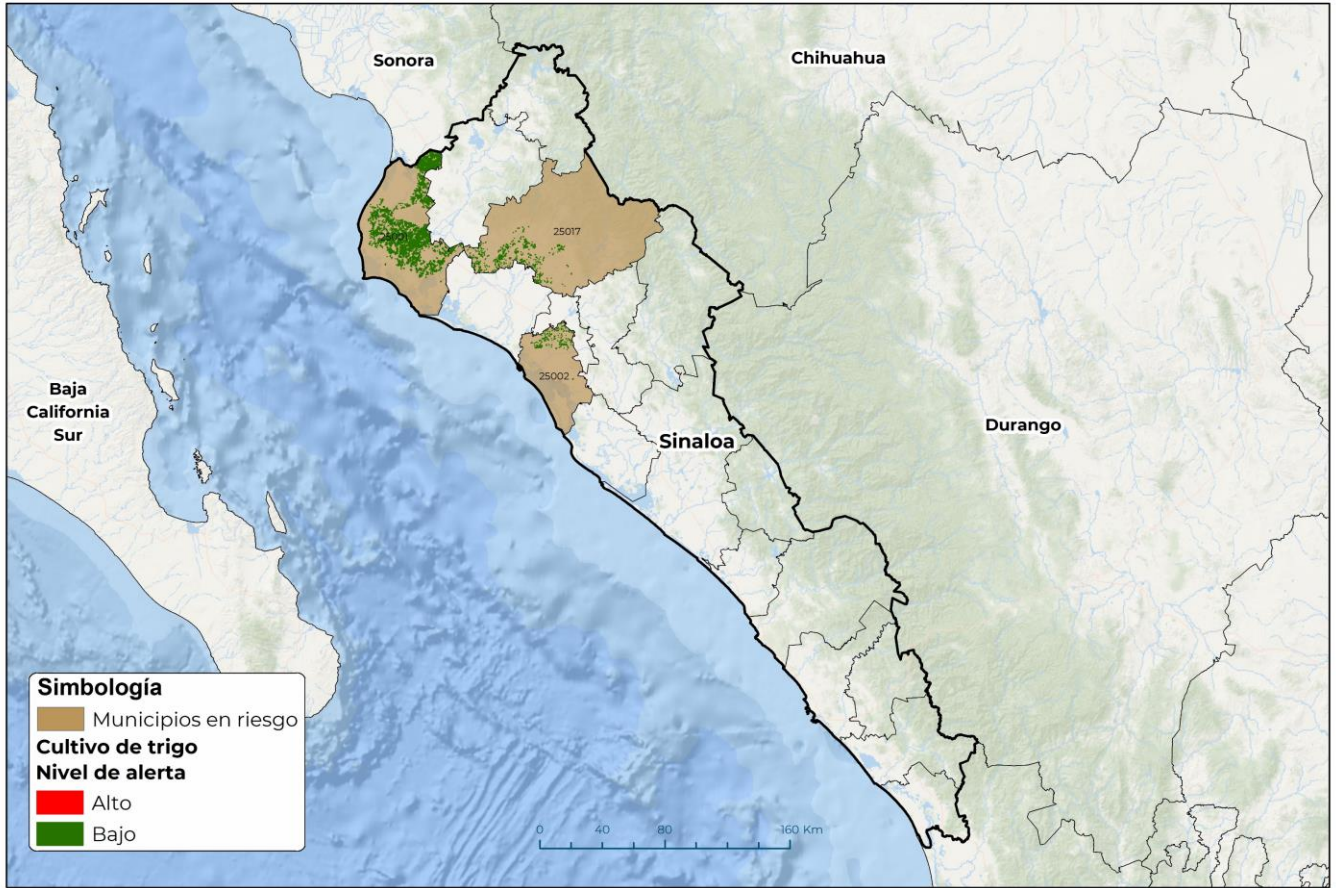 Sonora
Chihuahua
25017
25002
Baja
California
Sur
Sinaloa
Durango
Simbología
Municipios en riesgo
Cultivo de trigo
Nivel de alerta
Alto
Bajo
0 40 80 160 Km